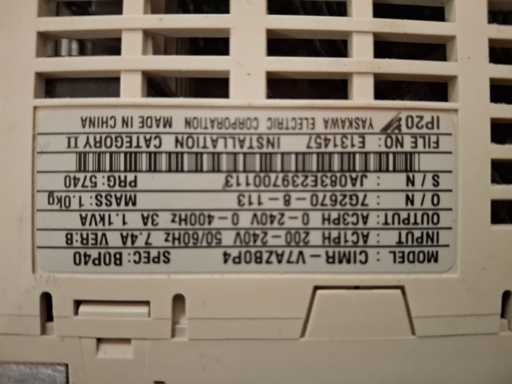 MODEL : CIMR-V7AZB0P4 SPEC: B0P40
INPUT : AC1PH 200-240V 50/60Hz 7.4A VER:B
OUTPUT: AC3PH 0-240V 0-400Hz 3A 1.1kVA
O / N : 7G2670-8-113 MASS: 1.0kg
S / N : JA083E239700113 PRG: 5740
FILE NO: E131457 INSTALLATION CATEGORY II
IP20 YASKAWA ELECTRIC CORPORATION MADE IN CHINA